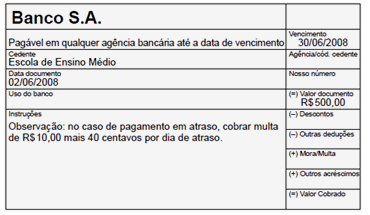 Banco S.A.
Pagável em qualquer agência bancária até a data de vencimento
Vencimento
30/06/2008
Cedente
Escola de Ensino Médio
Agência/cód. cedente
Data documento
02/06/2008
Nosso número
Uso do banco
(=) Valor documento
R$ 500,00
Instruções
Observação: no caso de pagamento em atraso, cobrar multa
de R$ 10,00 mais 40 centavos por dia de atraso.
(–) Descontos
(–) Outras deduções
(+) Mora/Multa
(+) Outros acréscimos
(=) Valor Cobrado